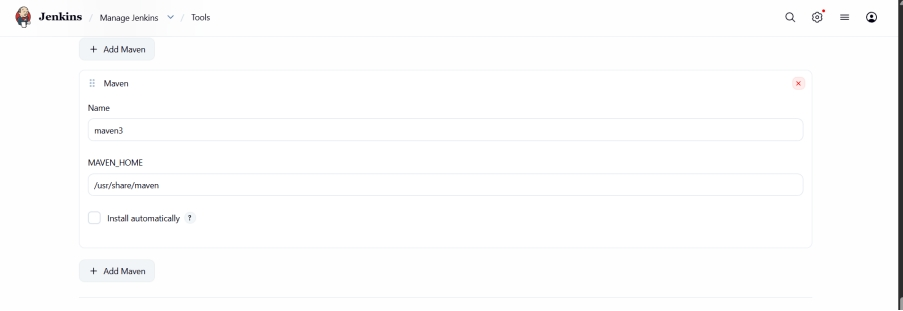 Jenkins / Manage Jenkins / Tools
+ Add Maven
Maven
Name
maven3
MAVEN_HOME
/usr/share/maven
Install automatically ?
+ Add Maven